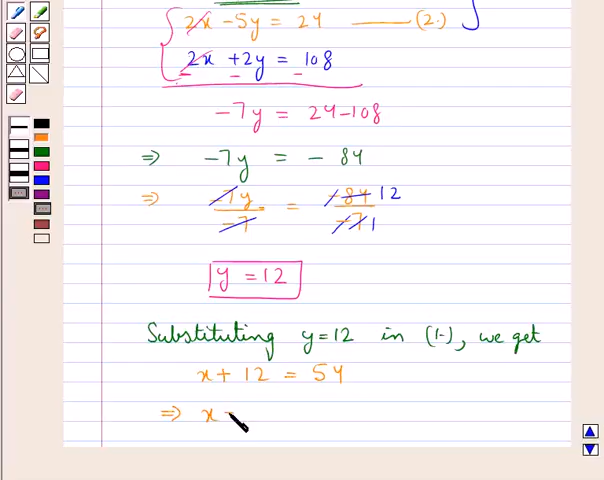 2x - 5y = 24 ——— (2.)
2x + 2y = 108
- - -
-7y = 24-108
⇒ -7y = - 84
⇒ -7y/-7 = -84/-7 12 1
y = 12
Substituting y=12 in (1.), we get
x + 12 = 54
⇒ x -